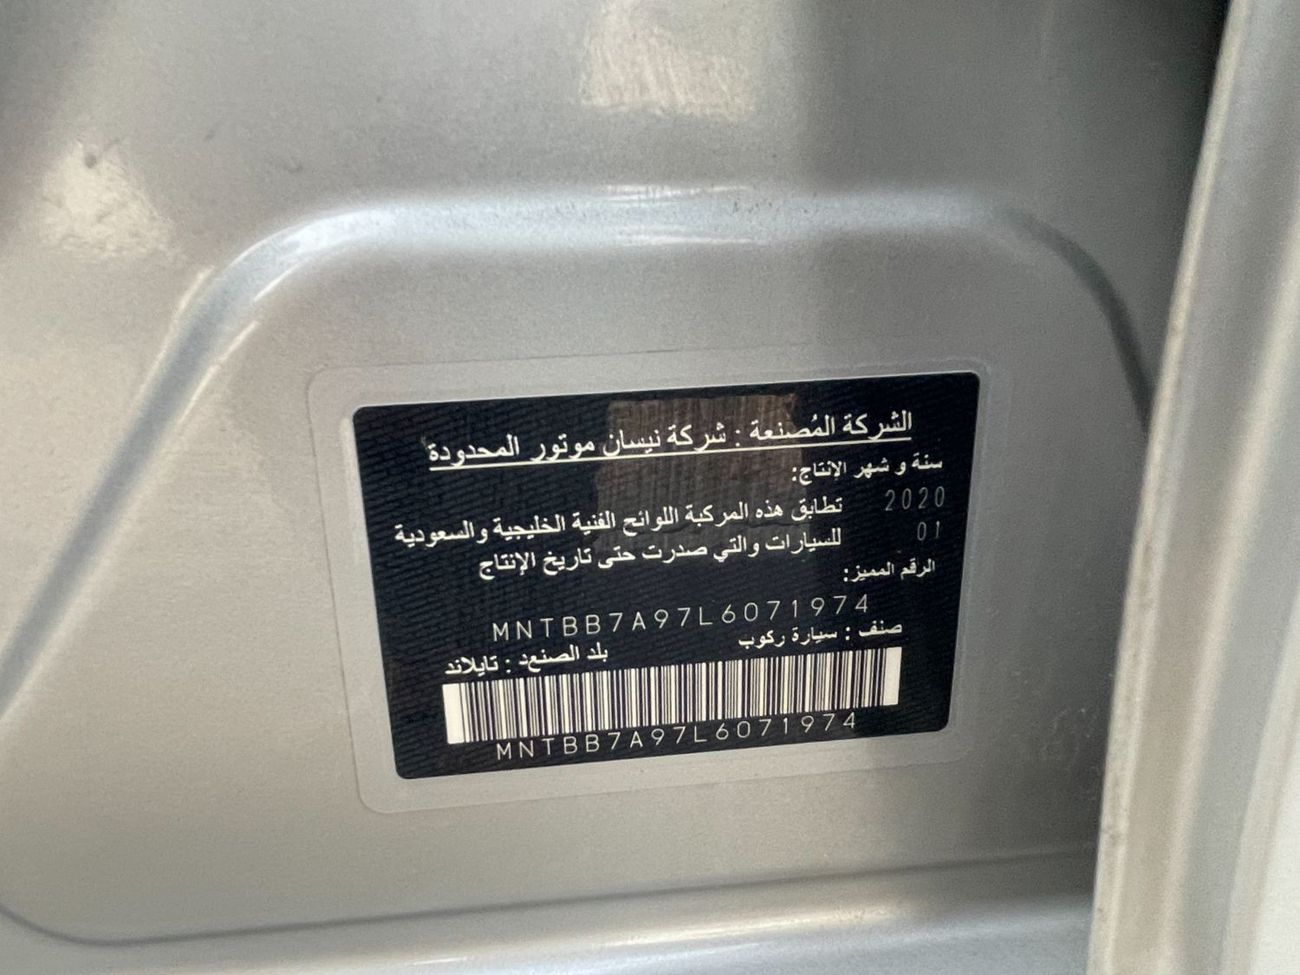 الشركة المُصنعة : شركة نيسان موتور المحدودة
سنة و شهر الإنتاج:
2020
01
تطابق هذه المركبة اللوائح الفنية الخليجية والسعودية
للسيارات والتي صدرت حتى تاريخ الإنتاج
الرقم المميز:
MNTBB7A97L6071974
صنف : سيارة ركوب
بلد الصنعد : تايلاند
MNTBB7A97L6071974